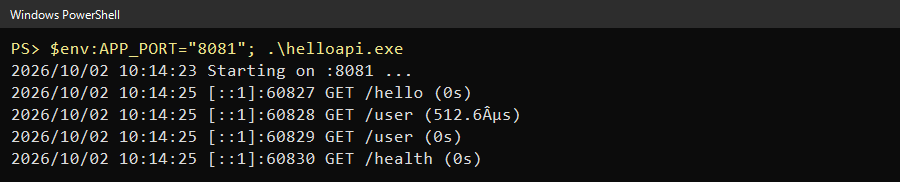 Windows PowerShell
PS> $env:APP_PORT="8081"; .\helloapi.exe
2026/10/02 10:14:23 Starting on :8081 ...
2026/10/02 10:14:25 [::1]:60827 GET /hello (0s)
2026/10/02 10:14:25 [::1]:60828 GET /user (512.6Âµs)
2026/10/02 10:14:25 [::1]:60829 GET /user (0s)
2026/10/02 10:14:25 [::1]:60830 GET /health (0s)